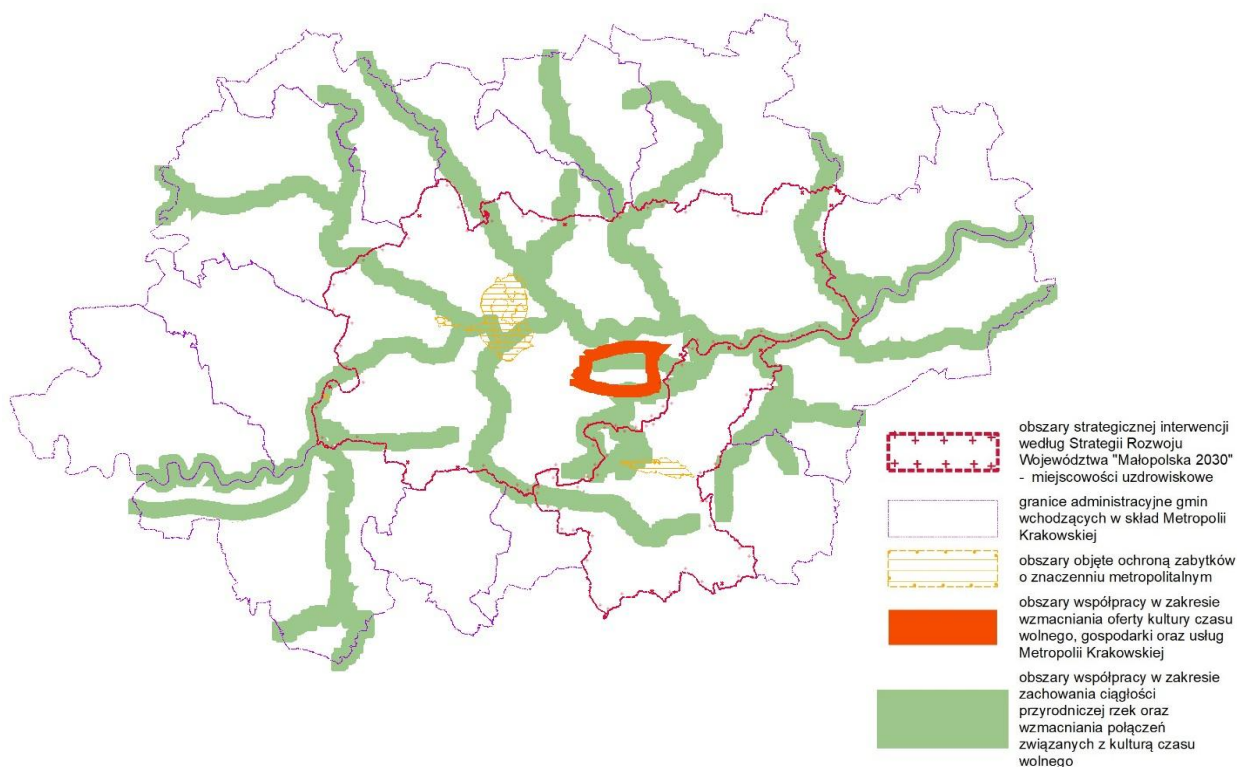 obszary strategicznej interwencji
według Strategii Rozwoju
Województwa "Małopolska 2030"
- miejscowości uzdrowiskowe
granice administracyjne gmin
wchodzących w skład Metropolii
Krakowskiej
obszary objęte ochroną zabytków
o znaczenniu metropolitalnym
obszary współpracy w zakresie
wzmacniania oferty kultury czasu
wolnego, gospodarki oraz usług
Metropolii Krakowskiej
obszary współpracy w zakresie
zachowania ciągłości
przyrodniczej rzek oraz
wzmacniania połączeń
związanych z kulturą czasu
wolnego